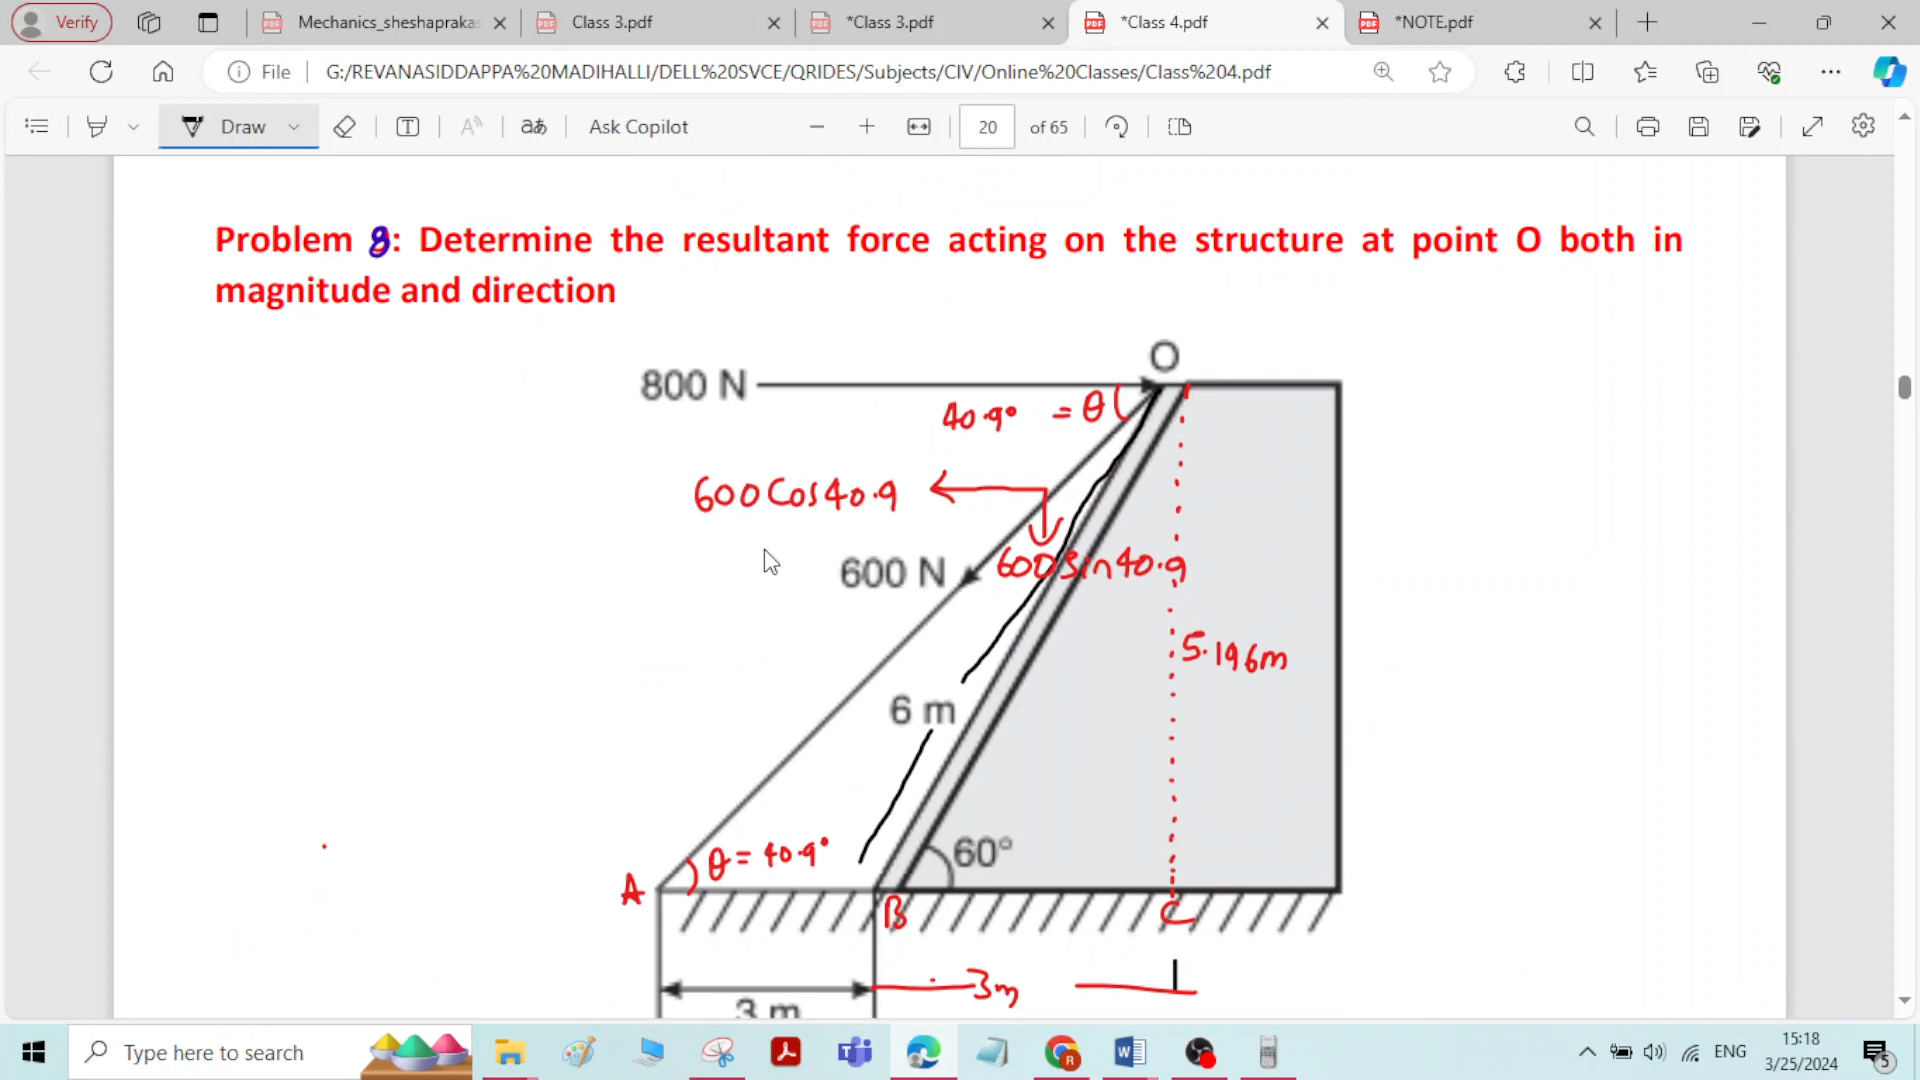 Verify
Mechanics_sheshapraka
Class 3.pdf
*Class 3.pdf
*Class 4.pdf
*NOTE.pdf
File
G:/REVANASIDDAPPA%20MADIHALLI/DELL%20SVCE/QRIDES/Subjects/CIV/Online%20Classes/Class%204.pdf
Draw
Ask Copilot
20
of 65
Problem 8: Determine the resultant force acting on the structure at point O both in
magnitude and direction
O
800 N
40.9° = θ
600 Cos 40.9
600 N
600 Sin 40.9
5.196m
6 m
60°
θ = 40.9°
A
B
C
3m
3 m
Type here to search
ENG
15:18
3/25/2024
5